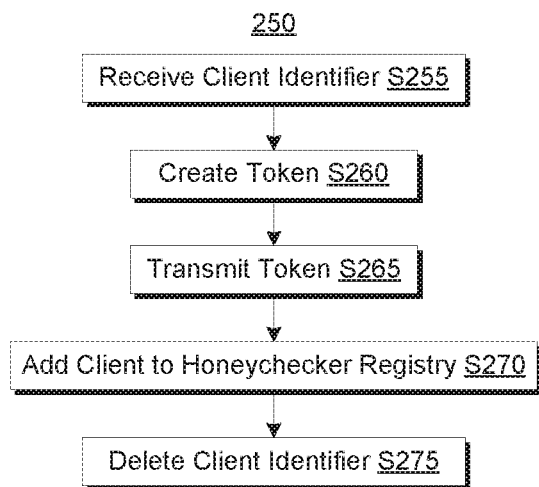 250
Receive Client Identifier S255
Create Token S260
Transmit Token S265
Add Client to Honeychecker Registry S270
Delete Client Identifier S275